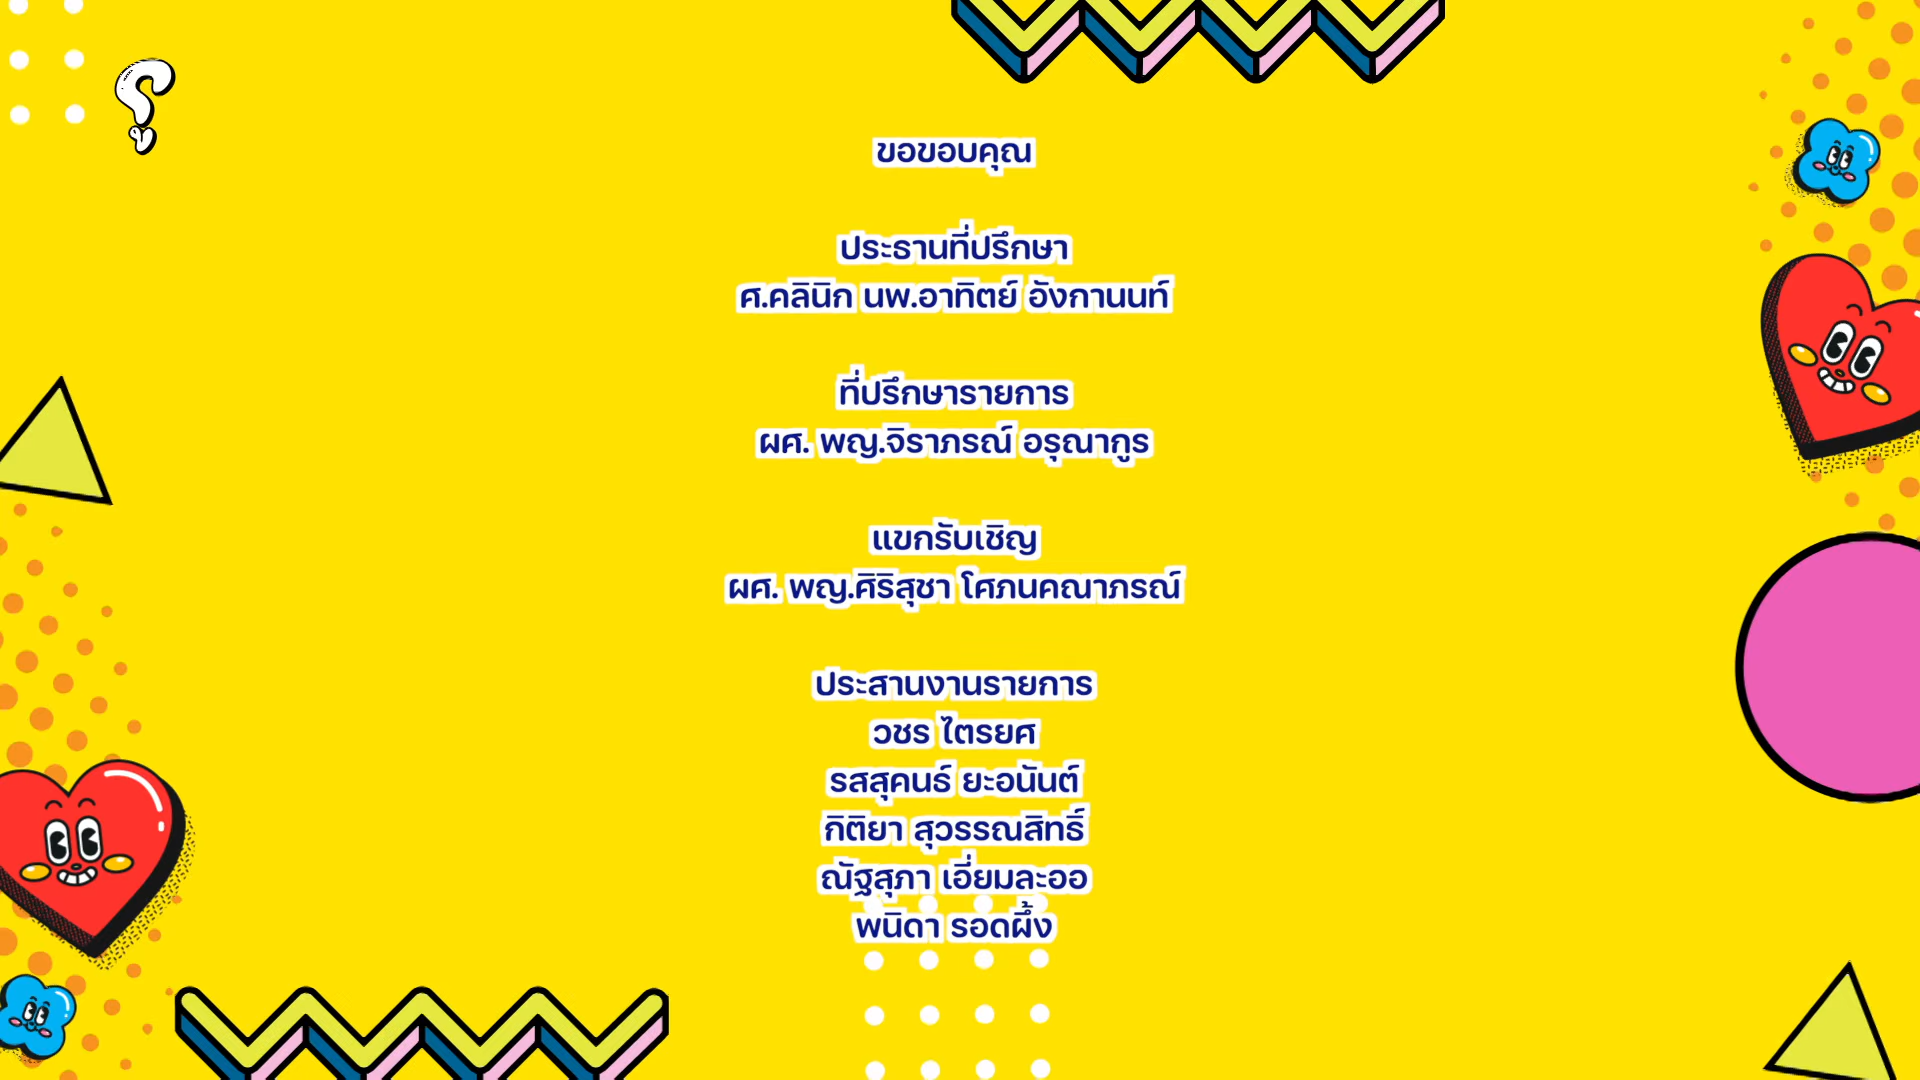 ขอขอบคุณ
ประธานที่ปรึกษา
ศ.คลินิก นพ.อาทิตย์ อังกานนท์
ที่ปรึกษารายการ
ผศ. พญ.จิราภรณ์ อรุณากูร
แขกรับเชิญ
ผศ. พญ.ศิริสุชา โศภนคณาภรณ์
ประสานงานรายการ
วชร ไตรยศ
รสสุคนธ์ ยะอนันต์
กิติยา สุวรรณสิทธิ์
ณัฐสุภา เอี่ยมละออ
พนิดา รอดผึ้ง